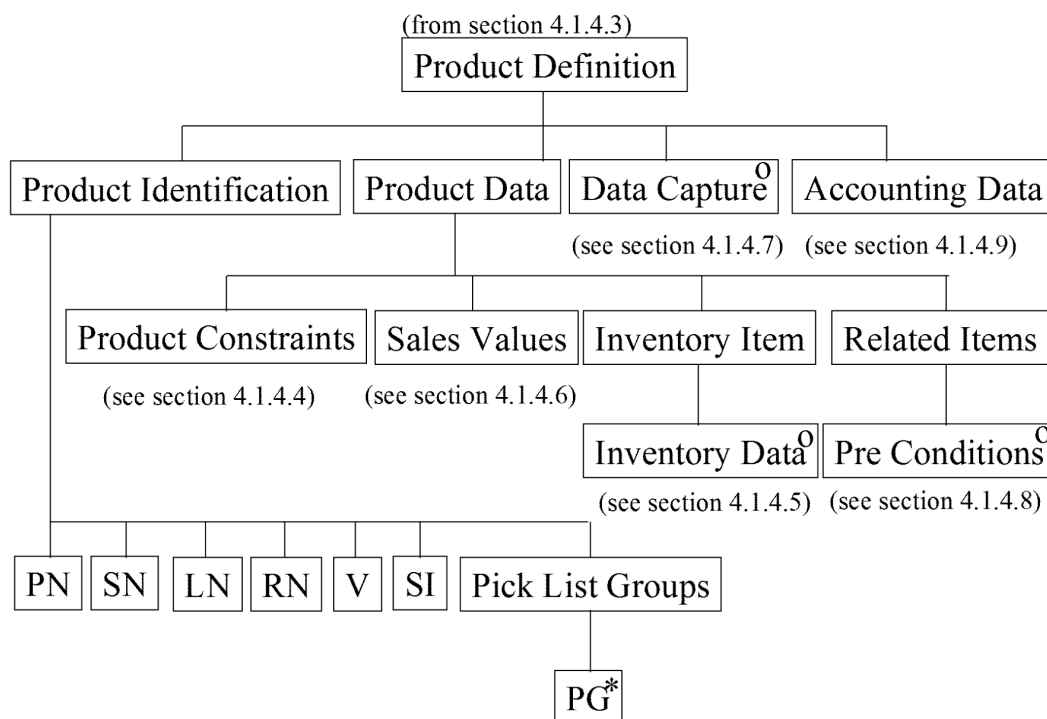 (from section 4.1.4.3)
Product Definition
Product Identification
Product Data
Data Capture o
Accounting Data
(see section 4.1.4.7)
(see section 4.1.4.9)
Product Constraints
Sales Values
Inventory Item
Related Items
(see section 4.1.4.4)
(see section 4.1.4.6)
Inventory Data o
Pre Conditions o
(see section 4.1.4.5)
(see section 4.1.4.8)
PN
SN
LN
RN
V
SI
Pick List Groups
PG*